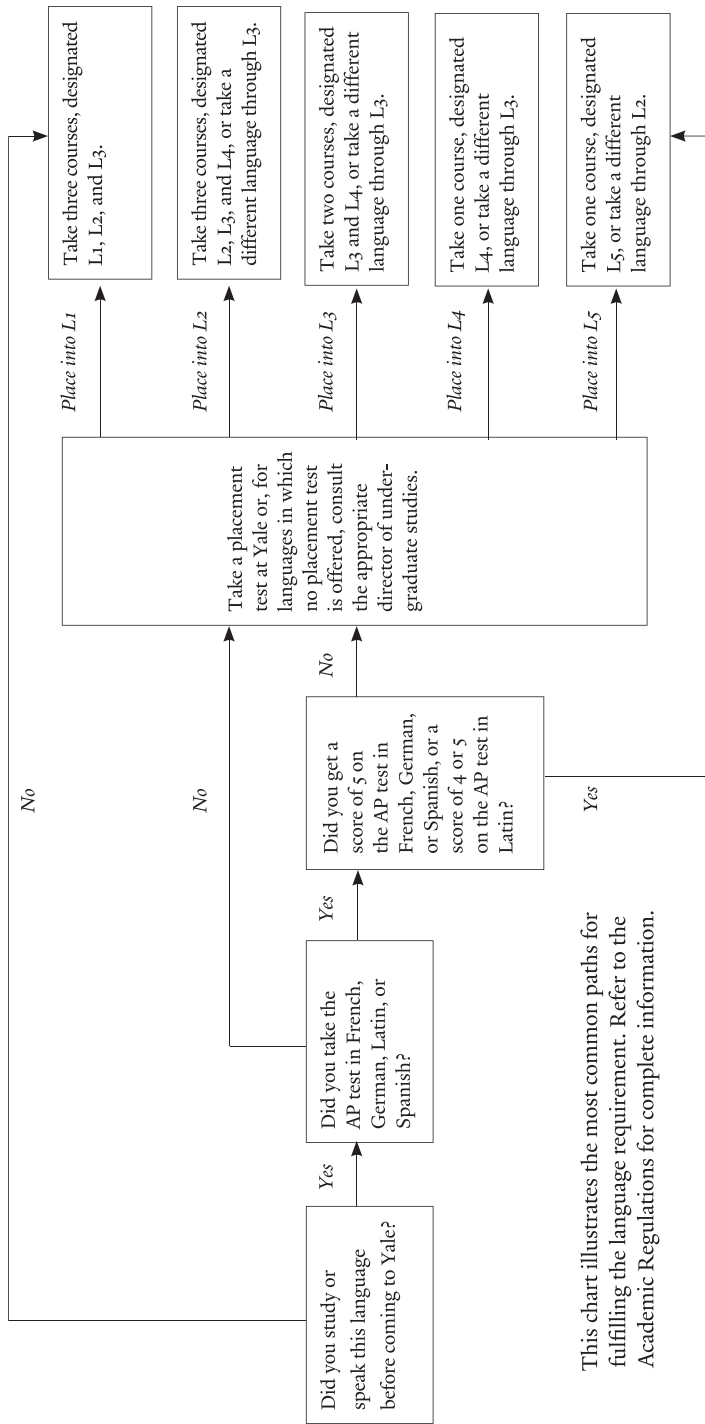 Did you study or
speak this language
before coming to Yale?
No
Yes
Did you take the
AP test in French,
German, Latin, or
Spanish?
No
Yes
Did you get a
score of 5 on
the AP test in
French, German,
or Spanish, or a
score of 4 or 5
on the AP test in
Latin?
No
Yes
Take a placement
test at Yale or, for
languages in which
no placement test
is offered, consult
the appropriate
director of under-
graduate studies.
Place into L1
Take three courses, designated
L1, L2, and L3.
Place into L2
Take three courses, designated
L2, L3, and L4, or take a
different language through L3.
Place into L3
Take two courses, designated
L3 and L4, or take a different
language through L3.
Place into L4
Take one course, designated
L4, or take a different
language through L3.
Place into L5
Take one course, designated
L5, or take a different
language through L2.
This chart illustrates the most common paths for
fulfilling the language requirement. Refer to the
Academic Regulations for complete information.